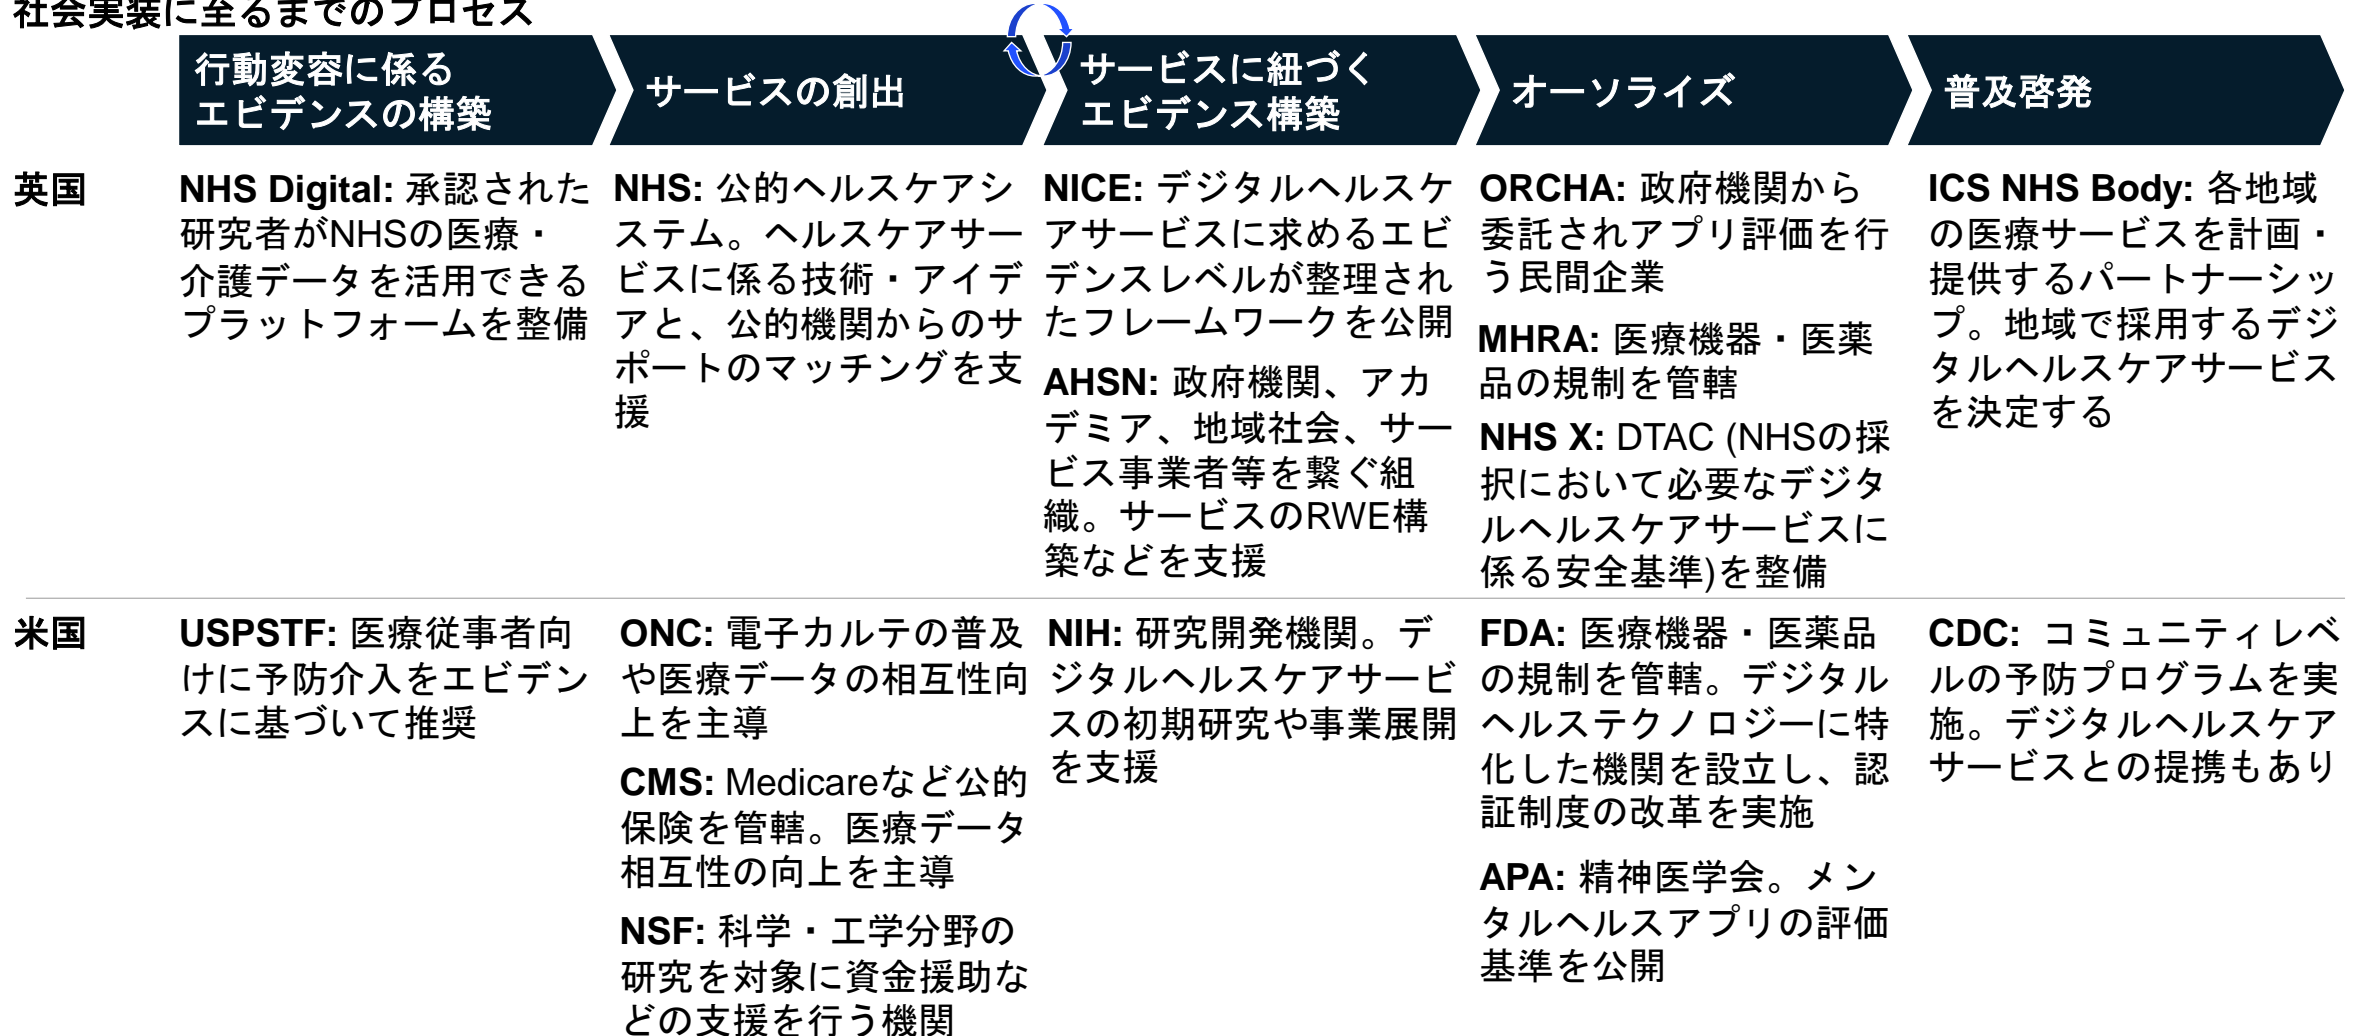 社会実装に至るまでのプロセス
行動変容に係る
エビデンスの構築
サービスの創出
サービスに紐づく
エビデンス構築
オーソライズ
普及啓発
英国
NHS Digital: 承認された
研究者がNHSの医療・
介護データを活用できる
プラットフォームを整備
NHS: 公的ヘルスケアシ
ステム。ヘルスケアサー
ビスに係る技術・アイデ
アと、公的機関からのサ
ポートのマッチングを支
援
NICE: デジタルヘルスケ
アサービスに求めるエビ
デンスレベルが整理され
たフレームワークを公開
AHSN: 政府機関、アカ
デミア、地域社会、サー
ビス事業者等を繋ぐ組
織。サービスのRWE構
築などを支援
ORCHA: 政府機関から
委託されアプリ評価を行
う民間企業
MHRA: 医療機器・医薬
品の規制を管轄
NHS X: DTAC (NHSの採
択において必要なデジタ
ルヘルスケアサービスに
係る安全基準)を整備
ICS NHS Body: 各地域
の医療サービスを計画・
提供するパートナーシッ
プ。地域で採用するデジ
タルヘルスケアサービス
を決定する
米国
USPSTF: 医療従事者向
けに予防介入をエビデン
スに基づいて推奨
ONC: 電子カルテの普及
や医療データの相互性向
上を主導
CMS: Medicareなど公的
保険を管轄。医療データ
相互性の向上を主導
NSF: 科学・工学分野の
研究を対象に資金援助な
どの支援を行う機関
NIH: 研究開発機関。デ
ジタルヘルスケアサービ
スの初期研究や事業展開
を支援
FDA: 医療機器・医薬品
の規制を管轄。デジタル
ヘルステクノロジーに特
化した機関を設立し、認
証制度の改革を実施
APA: 精神医学会。メン
タルヘルスアプリの評価
基準を公開
CDC: コミュニティレベ
ルの予防プログラムを実
施。デジタルヘルスケア
サービスとの提携もあり